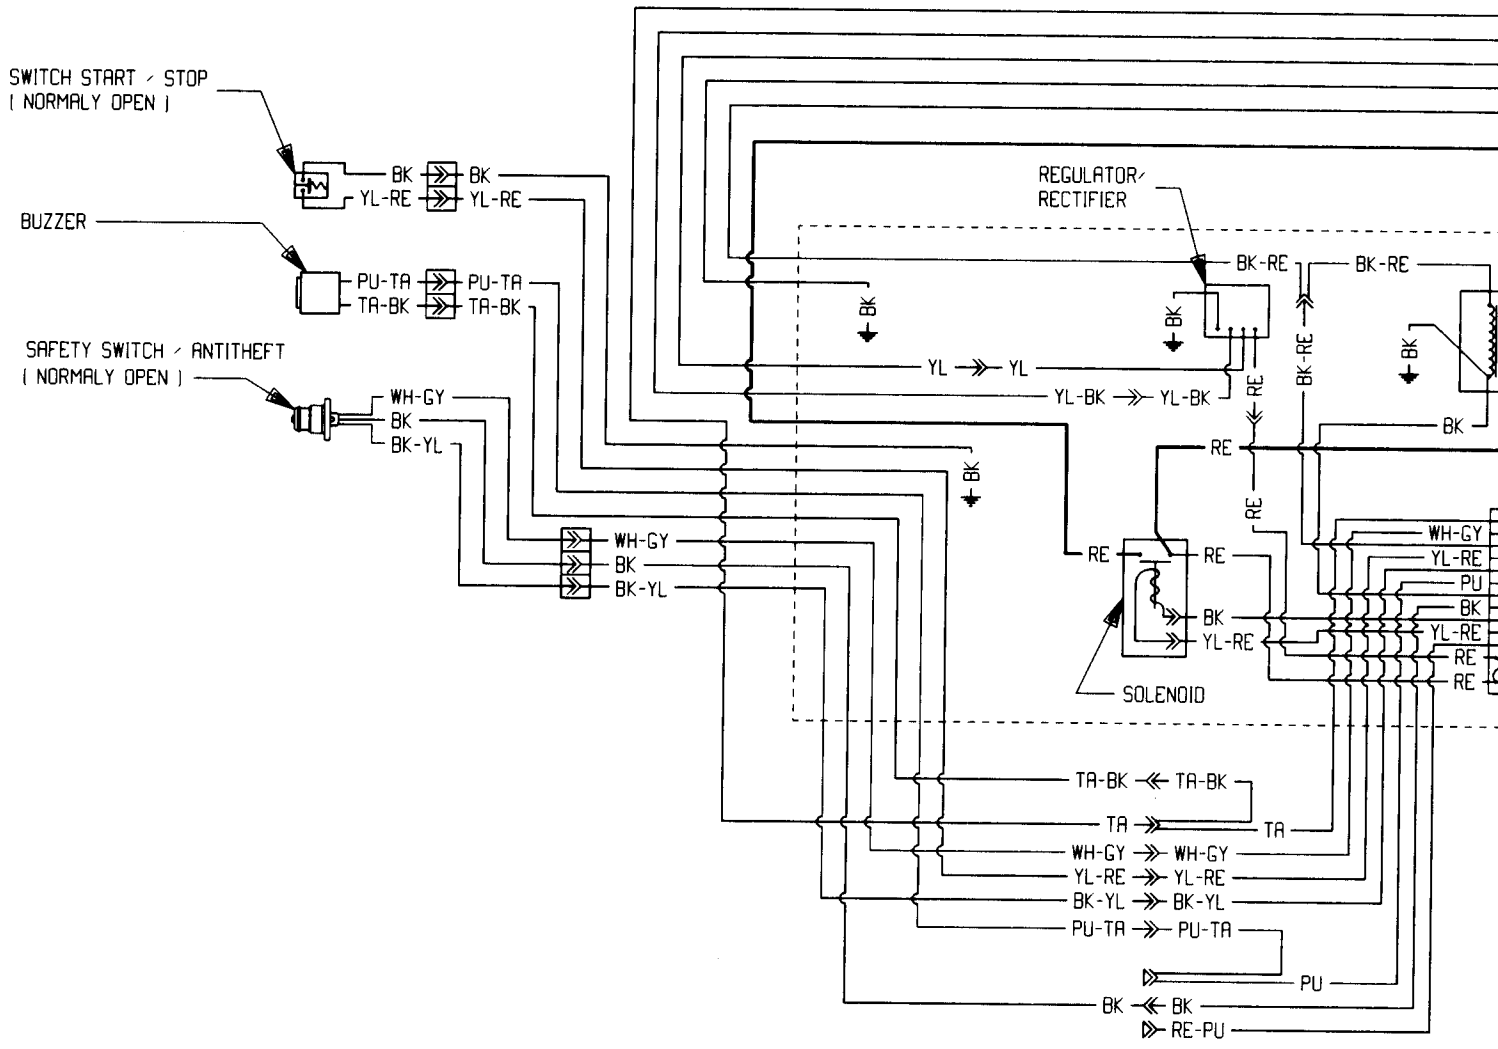 SWITCH START / STOP
( NORMALY OPEN )
BK
BK
YL-RE
YL-RE
BUZZER
PU-TA
PU-TA
TA-BK
TA-BK
SAFETY SWITCH / ANTITHEFT
( NORMALY OPEN )
WH-GY
BK
BK-YL
WH-GY
BK
BK-YL
REGULATOR/
RECTIFIER
BK-RE
BK-RE
BK
BK
BK-RE
BK
YL
YL
YL-BK
YL-BK
RE
BK
RE
BK
RE
RE
RE
BK
YL-RE
SOLENOID
WH-GY
YL-RE
PU
BK
YL-RE
RE
RE
TA-BK
TA-BK
TA
TA
WH-GY
WH-GY
YL-RE
YL-RE
BK-YL
BK-YL
PU-TA
PU-TA
PU
BK
BK
RE-PU